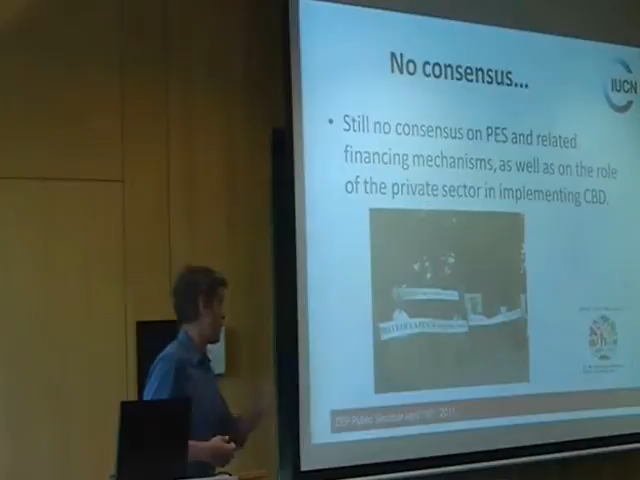 No consensus...
IUCN
• Still no consensus on PES and related
financing mechanisms, as well as on the role
of the private sector in implementing CBD.